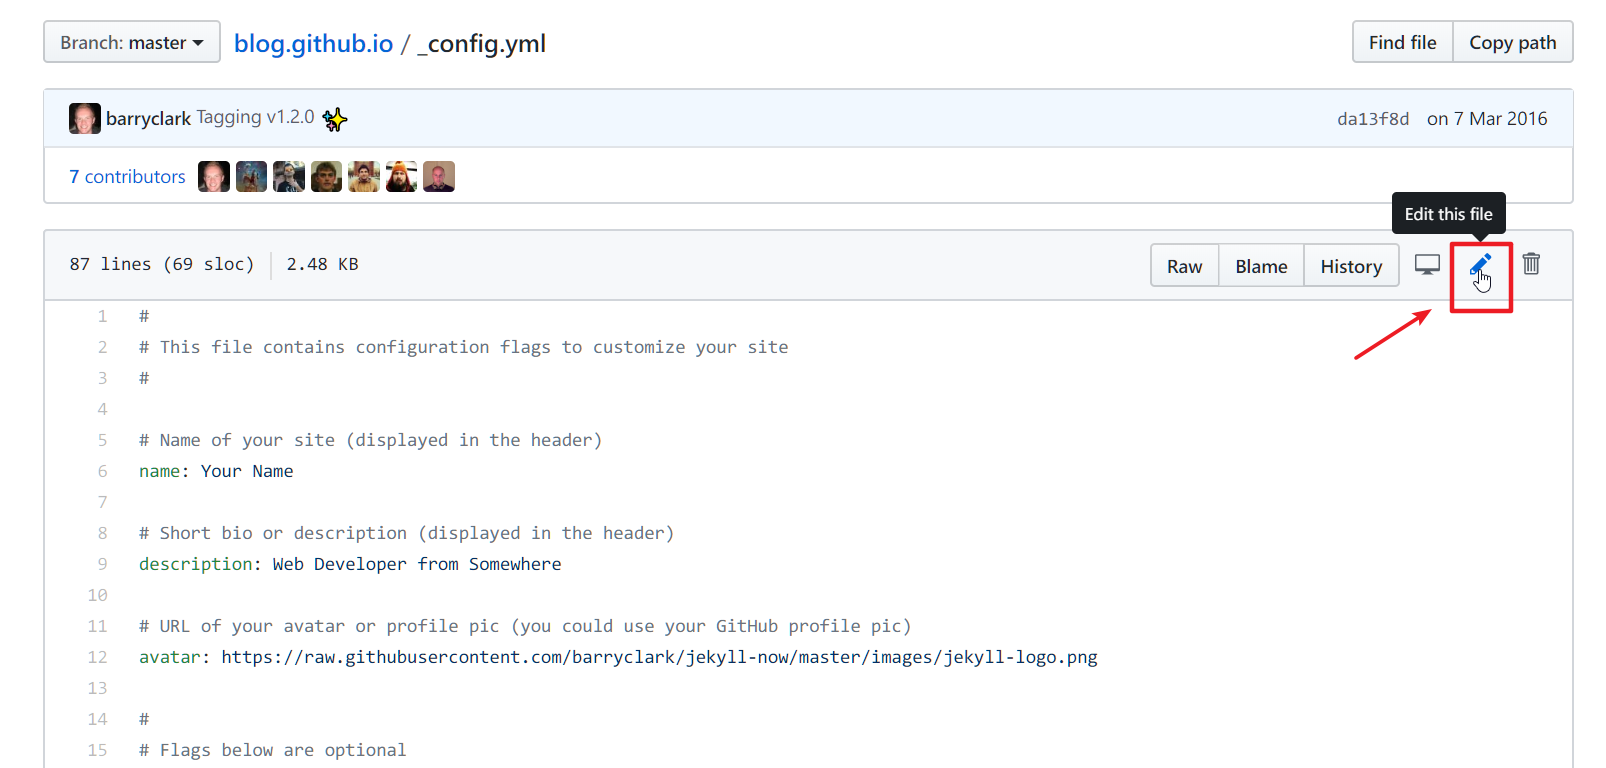 Branch: master
blog.github.io / _config.yml
Find file
Copy path
barryclark Tagging v1.2.0
da13f8d on 7 Mar 2016
7 contributors
Edit this file
87 lines (69 sloc)
2.48 KB
Raw
Blame
History
1 #
2 # This file contains configuration flags to customize your site
3 #
4
5 # Name of your site (displayed in the header)
6 name: Your Name
7
8 # Short bio or description (displayed in the header)
9 description: Web Developer from Somewhere
10
11 # URL of your avatar or profile pic (you could use your GitHub profile pic)
12 avatar: https://raw.githubusercontent.com/barryclark/jekyll-now/master/images/jekyll-logo.png
13
14 #
15 # Flags below are optional